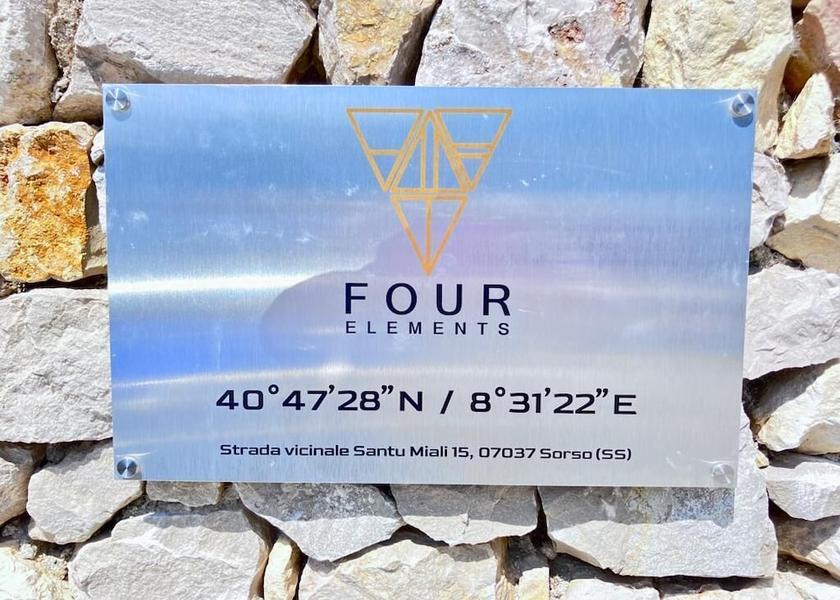 FOUR
ELEMENTS
40°47'28”N / 8°31'22”E
Strada vicinale Santu Miali 15, 07037 Sorso (SS)